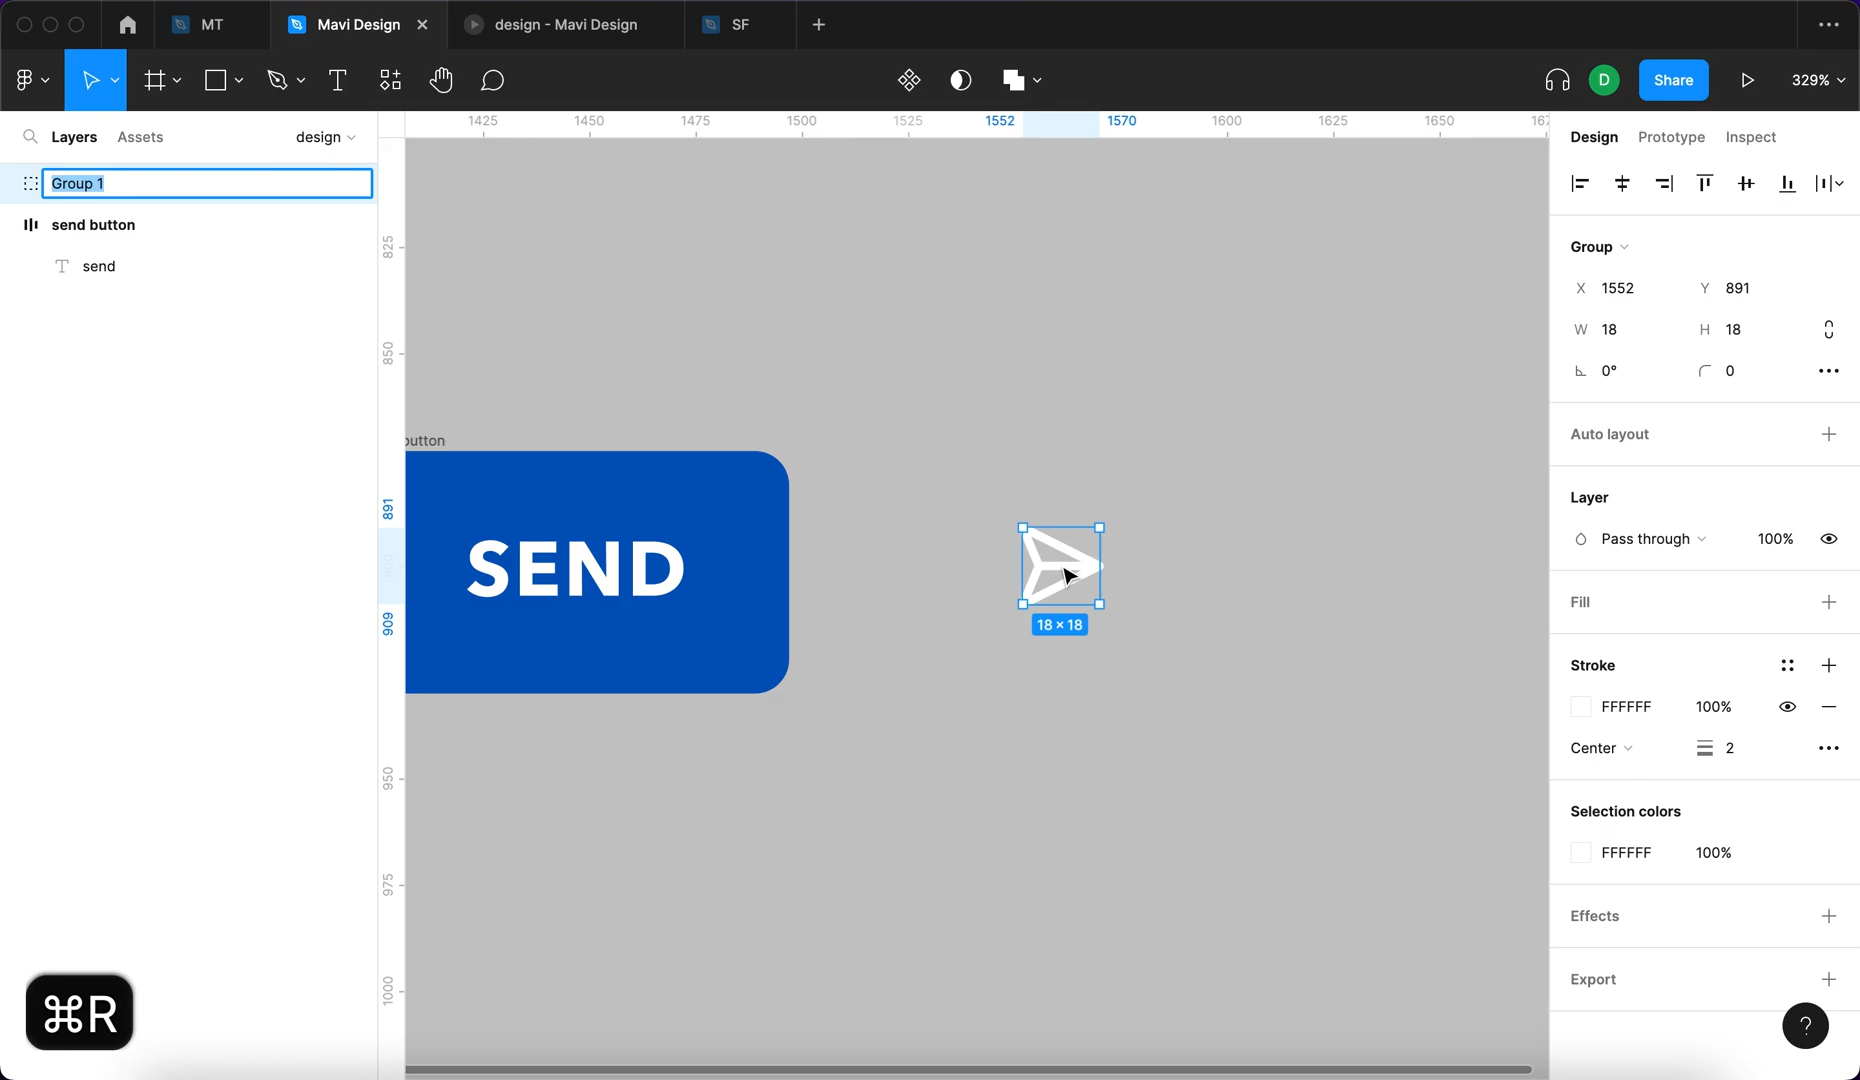 MT
Mavi Design
design - Mavi Design
SF
D
Share
329%
Layers
Assets
design
Group 1
send button
send
1425
1450
1475
1500
1525
1552
1570
1600
1625
1650
825
850
891
909
950
975
1000
button
SEND
18 × 18
Design
Prototype
Inspect
Group
X 1552
Y 891
W 18
H 18
0°
0
Auto layout
Layer
Pass through
100%
Fill
Stroke
FFFFFF
100%
Center
2
Selection colors
FFFFFF
100%
Effects
Export
?
⌘R